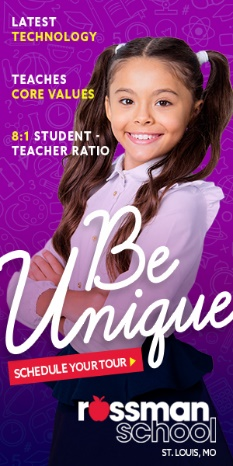 LATEST
TECHNOLOGY
TEACHES
CORE VALUES
8:1 STUDENT -
TEACHER RATIO
Be
Unique
SCHEDULE YOUR TOUR
rossman
school
ST. LOUIS, MO